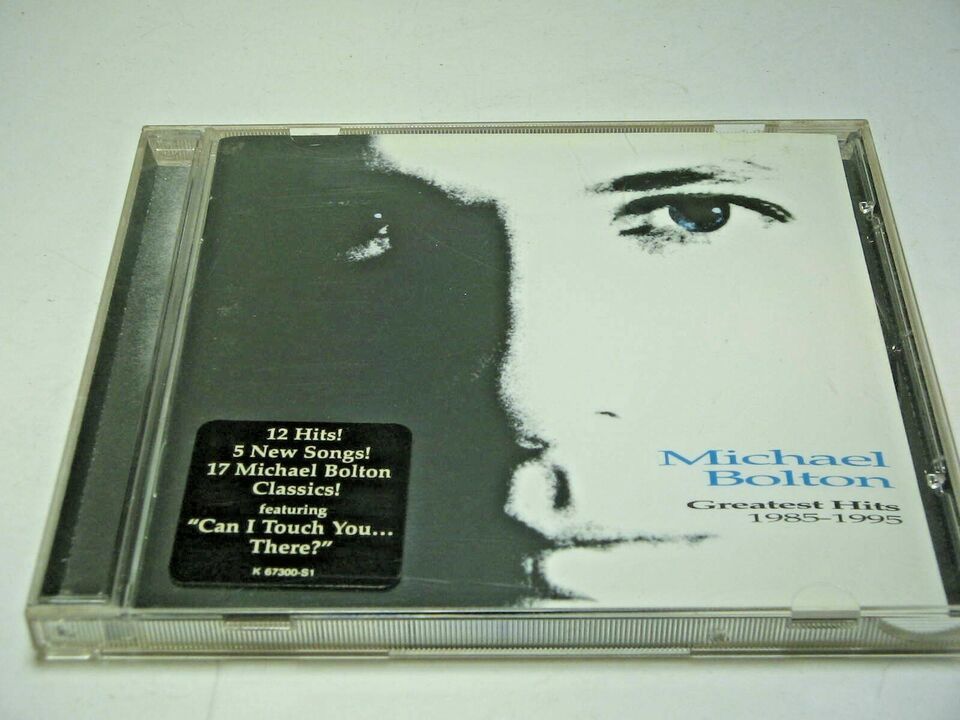 12 Hits!
5 New Songs!
17 Michael Bolton
Classics!
featuring
"Can I Touch You...
There?"
K 67300-S1
Michael
Bolton
Greatest Hits
1985-1995